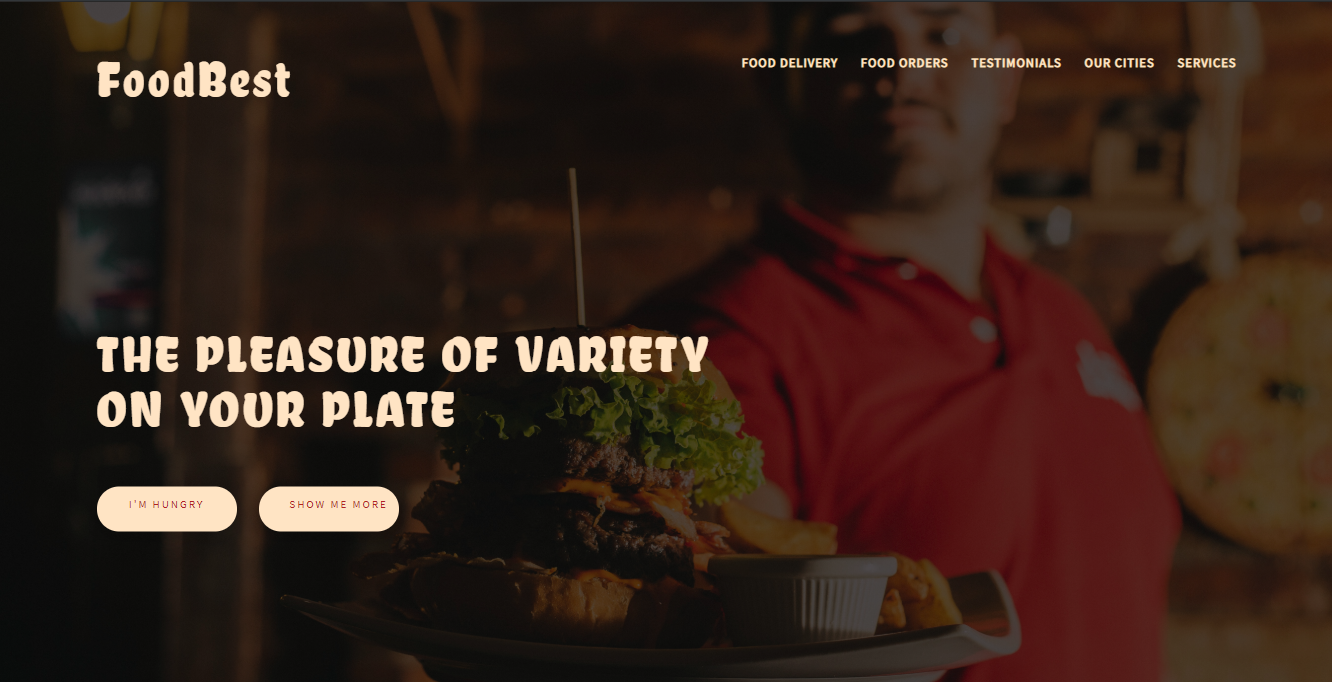 FoodBest
FOOD DELIVERY FOOD ORDERS TESTIMONIALS OUR CITIES SERVICES
THE PLEASURE OF VARIETY
ON YOUR PLATE
I'M HUNGRY SHOW ME MORE